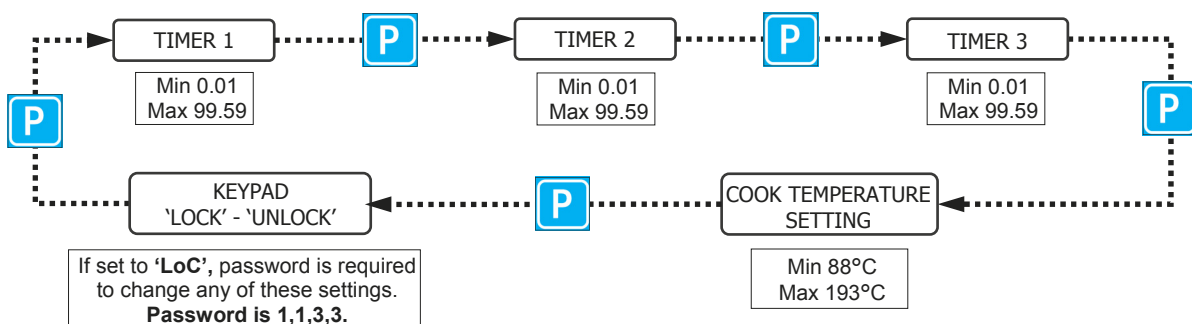 TIMER 1
P
TIMER 2
P
TIMER 3
Min 0.01
Max 99.59
Min 0.01
Max 99.59
Min 0.01
Max 99.59
P
P
KEYPAD
‘LOCK’ - ‘UNLOCK’
P
COOK TEMPERATURE
SETTING
If set to ‘LoC’, password is required
to change any of these settings.
Password is 1,1,3,3.
Min 88°C
Max 193°C